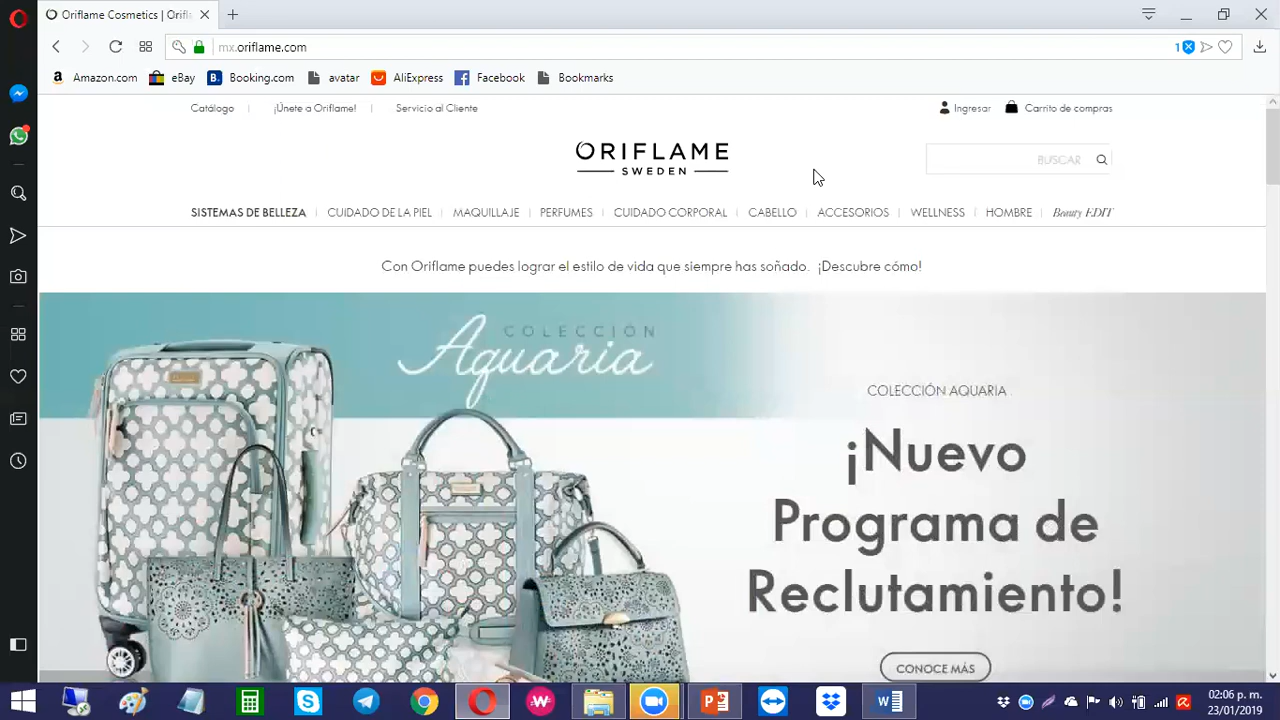 Oriflame Cosmetics | Orifla
mx.oriflame.com
1
Amazon.com eBay Booking.com avatar AliExpress Facebook Bookmarks
Catálogo ¡Únete a Oriflame! Servicio al Cliente Ingresar Carrito de compras
ORIFLAME
SWEDEN
BUSCAR
SISTEMAS DE BELLEZA CUIDADO DE LA PIEL MAQUILLAJE PERFUMES CUIDADO CORPORAL CABELLO ACCESORIOS WELLNESS HOMBRE Beauty EDIT
Con Oriflame puedes lograr el estilo de vida que siempre has soñado. ¡Descubre cómo!
COLECCIÓN
Aquaria
COLECCIÓN AQUARIA
¡Nuevo
Programa de
Reclutamiento!
CONOCE MÁS
02:06 p. m.
23/01/2019